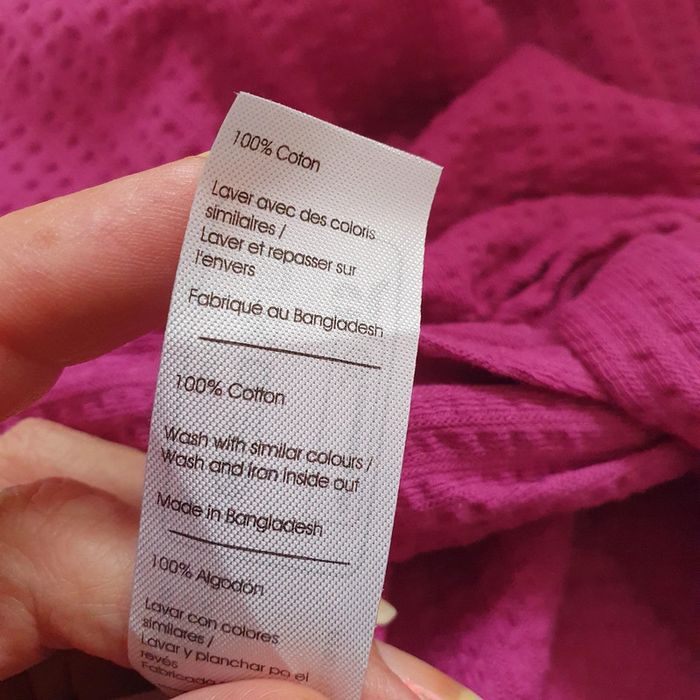 100% Coton
Laver avec des coloris
similaires /
Laver et repasser sur
l'envers
Fabriqué au Bangladesh
100% Cotton
Wash with similar colours /
Wash and iron inside out
Made in Bangladesh
100% Algodón
Lavar con colores
similares /
Lavar y planchar po el
revés
Fabricado